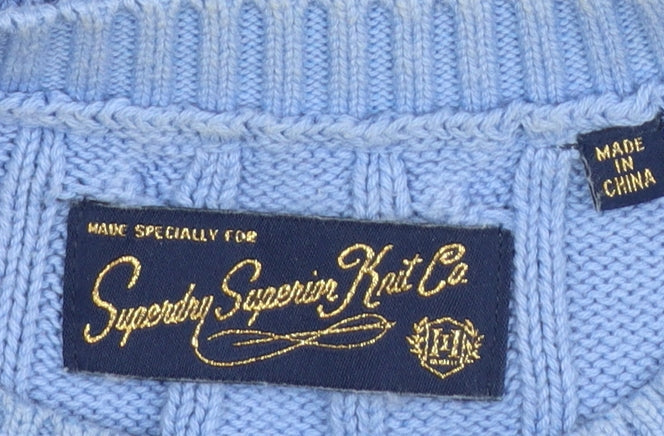 MADE SPECIALLY FOR
Superdry Superior Knit Co.
MADE
IN
CHINA